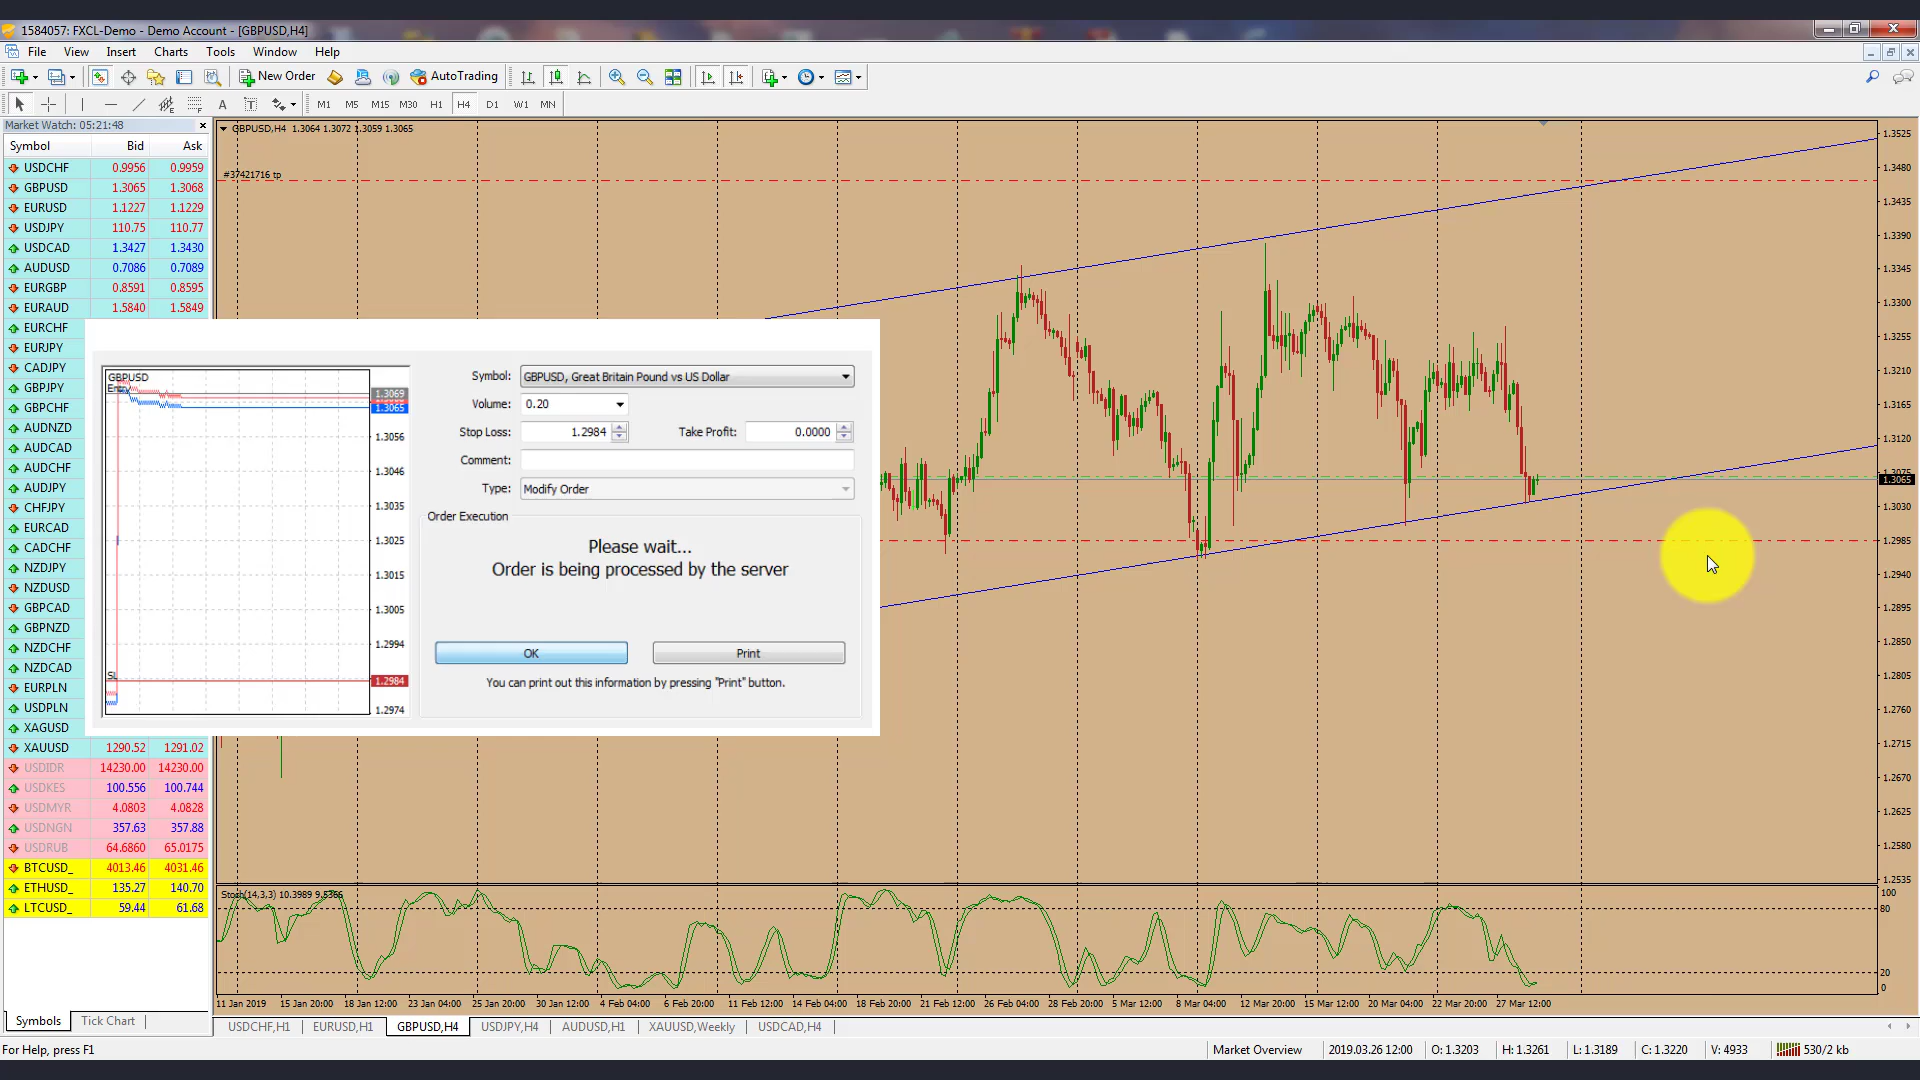 1584057: FXCL-Demo - Demo Account - [GBPUSD,H4]
File View Insert Charts Tools Window Help
New Order AutoTrading
A T M1 M5 M15 M30 H1 H4 D1 W1 MN
Market Watch: 05:21:48
Symbol Bid Ask
USDCHF 0.9956 0.9959
GBPUSD 1.3065 1.3068
EURUSD 1.1227 1.1229
USDJPY 110.75 110.77
USDCAD 1.3427 1.3430
AUDUSD 0.7086 0.7089
EURGBP 0.8591 0.8595
EURAUD 1.5840 1.5849
EURCHF
EURJPY
CADJPY
GBPJPY
GBPCHF
AUDNZD
AUDCAD
AUDCHF
AUDJPY
CHFJPY
EURCAD
CADCHF
NZDJPY
NZDUSD
GBPCAD
GBPNZD
NZDCHF
NZDCAD
EURPLN
USDPLN
XAGUSD
XAUUSD 1290.52 1291.02
USDIDR 14230.00 14230.00
USDKES 100.556 100.744
USDMYR 4.0803 4.0828
USDNGN 357.63 357.88
USDRUB 64.6860 65.0175
BTCUSD_ 4013.46 4031.46
ETHUSD_ 135.27 140.70
LTCUSD_ 59.44 61.68
Symbols Tick Chart
GBPUSD,H4 1.3064 1.3072 1.3059 1.3065
#37421716 tp
GBPUSD
Entry
SL
1.3069
1.3065
1.3056
1.3046
1.3035
1.3025
1.3015
1.3005
1.2994
1.2984
1.2974
Symbol: GBPUSD, Great Britain Pound vs US Dollar
Volume: 0.20
Stop Loss: 1.2984 Take Profit: 0.0000
Comment:
Type: Modify Order
Order Execution
Please wait...
Order is being processed by the server
OK Print
You can print out this information by pressing "Print" button.
1.3525
1.3480
1.3435
1.3390
1.3345
1.3300
1.3255
1.3210
1.3165
1.3120
1.3075
1.3065
1.3030
1.2985
1.2940
1.2895
1.2850
1.2805
1.2760
1.2715
1.2670
1.2625
1.2580
1.2535
Stoch(14,3,3) 10.3989 9.5366
100
80
20
0
11 Jan 2019 15 Jan 20:00 18 Jan 12:00 23 Jan 04:00 25 Jan 20:00 30 Jan 12:00 4 Feb 04:00 6 Feb 20:00 11 Feb 12:00 14 Feb 04:00 18 Feb 20:00 21 Feb 12:00 26 Feb 04:00 28 Feb 20:00 5 Mar 12:00 8 Mar 04:00 12 Mar 20:00 15 Mar 12:00 20 Mar 04:00 22 Mar 20:00 27 Mar 12:00
USDCHF,H1 EURUSD,H1 GBPUSD,H4 USDJPY,H4 AUDUSD,H1 XAUUSD,Weekly USDCAD,H4
For Help, press F1 Market Overview 2019.03.26 12:00 O: 1.3203 H: 1.3261 L: 1.3189 C: 1.3220 V: 4933 530/2 kb